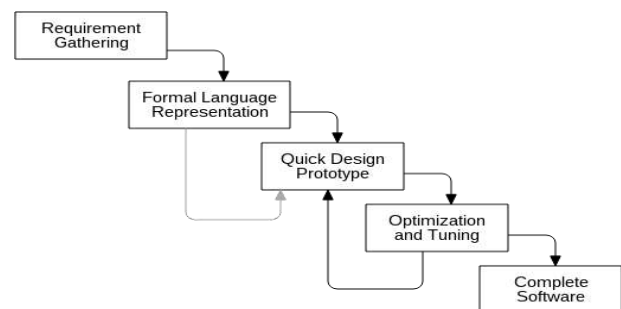 Requirement
Gathering
Formal Language
Representation
Quick Design
Prototype
Optimization
and Tuning
Complete
Software